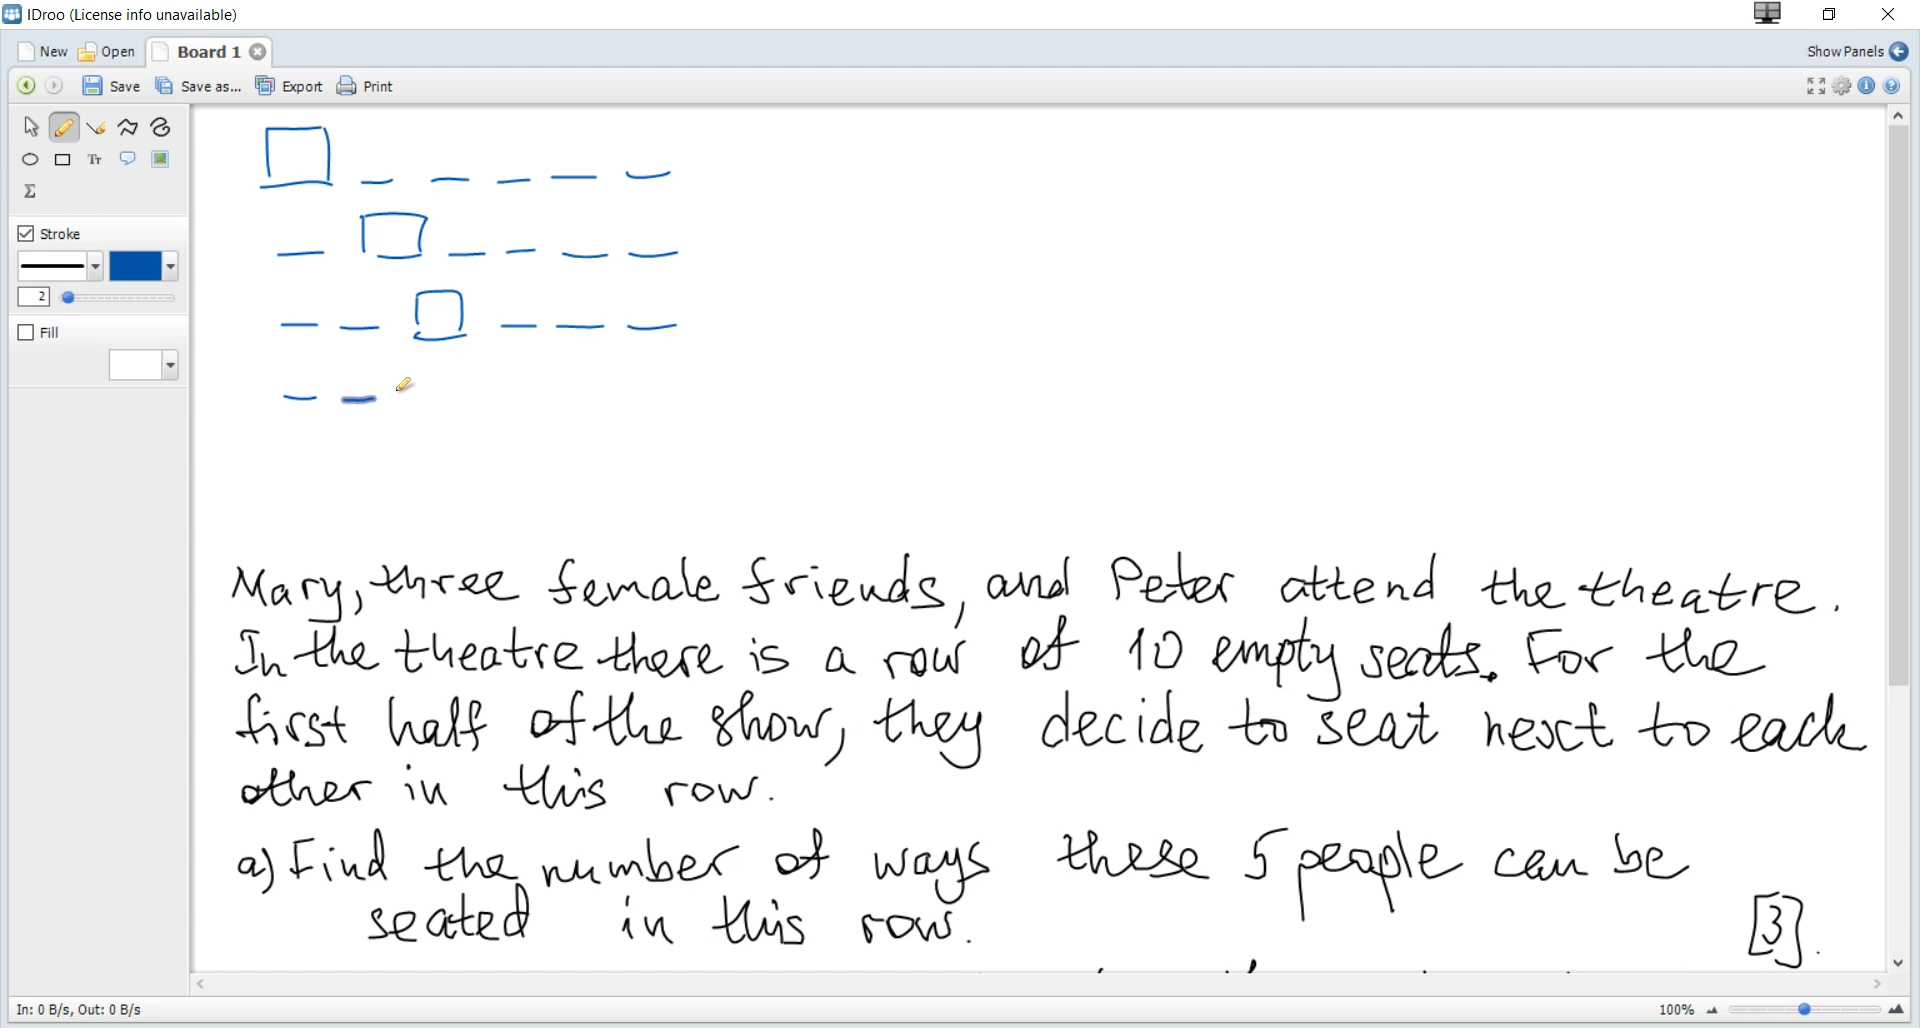 IDroo (License info unavailable)
New Open Board 1 Show Panels
Save Save as... Export Print
Tt
Σ
Stroke
2
Fill
Mary, three female friends, and Peter attend the theatre.
In the theatre there is a row of 10 empty seats. For the
first half of the show, they decide to seat next to each
other in this row.
a) Find the number of ways these 5 people can be
seated in this row. [3].
In: 0 B/s, Out: 0 B/s 100%